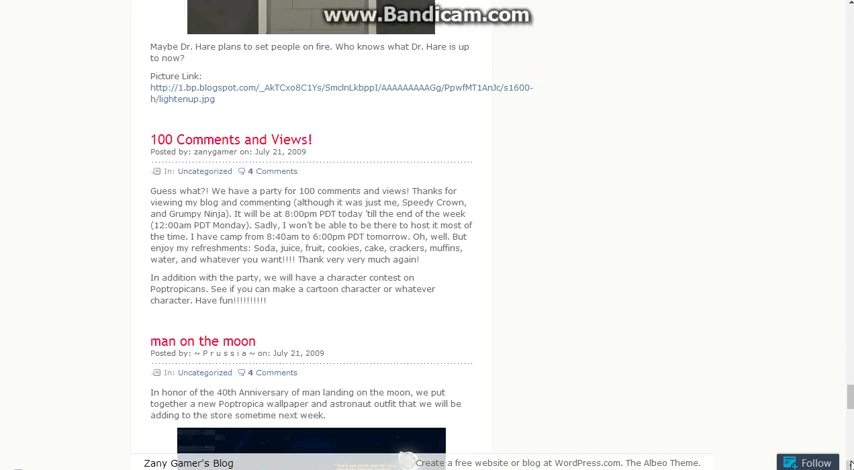 www.Bandicam.com
Maybe Dr. Hare plans to set people on fire. Who knows what Dr. Hare is up
to now?
Picture Link:
http://1.bp.blogspot.com/_AkTCxo8C1Ys/SmclnLkbppI/AAAAAAAAAGg/PpwfMT1AnJc/s1600-
h/lightenup.jpg
100 Comments and Views!
Posted by: zanygamer on: July 21, 2009
In: Uncategorized 4 Comments
Guess what?! We have a party for 100 comments and views! Thanks for
viewing my blog and commenting (although it was just me, Speedy Crown,
and Grumpy Ninja). It will be at 8:00pm PDT today 'till the end of the week
(12:00am PDT Monday). Sadly, I won't be able to be there to host it most of
the time. I have camp from 8:40am to 6:00pm PDT tomorrow. Oh, well. But
enjoy my refreshments: Soda, juice, fruit, cookies, cake, crackers, muffins,
water, and whatever you want!!!! Thank very very much again!
In addition with the party, we will have a character contest on
Poptropicans. See if you can make a cartoon character or whatever
character. Have fun!!!!!!!!!!
man on the moon
Posted by: ~ P r u s s i a ~ on: July 21, 2009
In: Uncategorized 4 Comments
In honor of the 40th Anniversary of man landing on the moon, we put
together a new Poptropica wallpaper and astronaut outfit that we will be
adding to the store sometime next week.
Zany Gamer's Blog
Create a free website or blog at WordPress.com. The Albeo Theme.
Follow